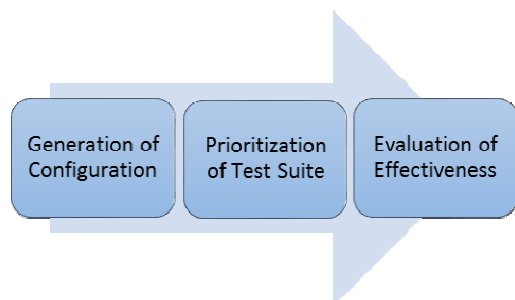 Generation of
Configuration
Prioritization
of Test Suite
Evaluation of
Effectiveness